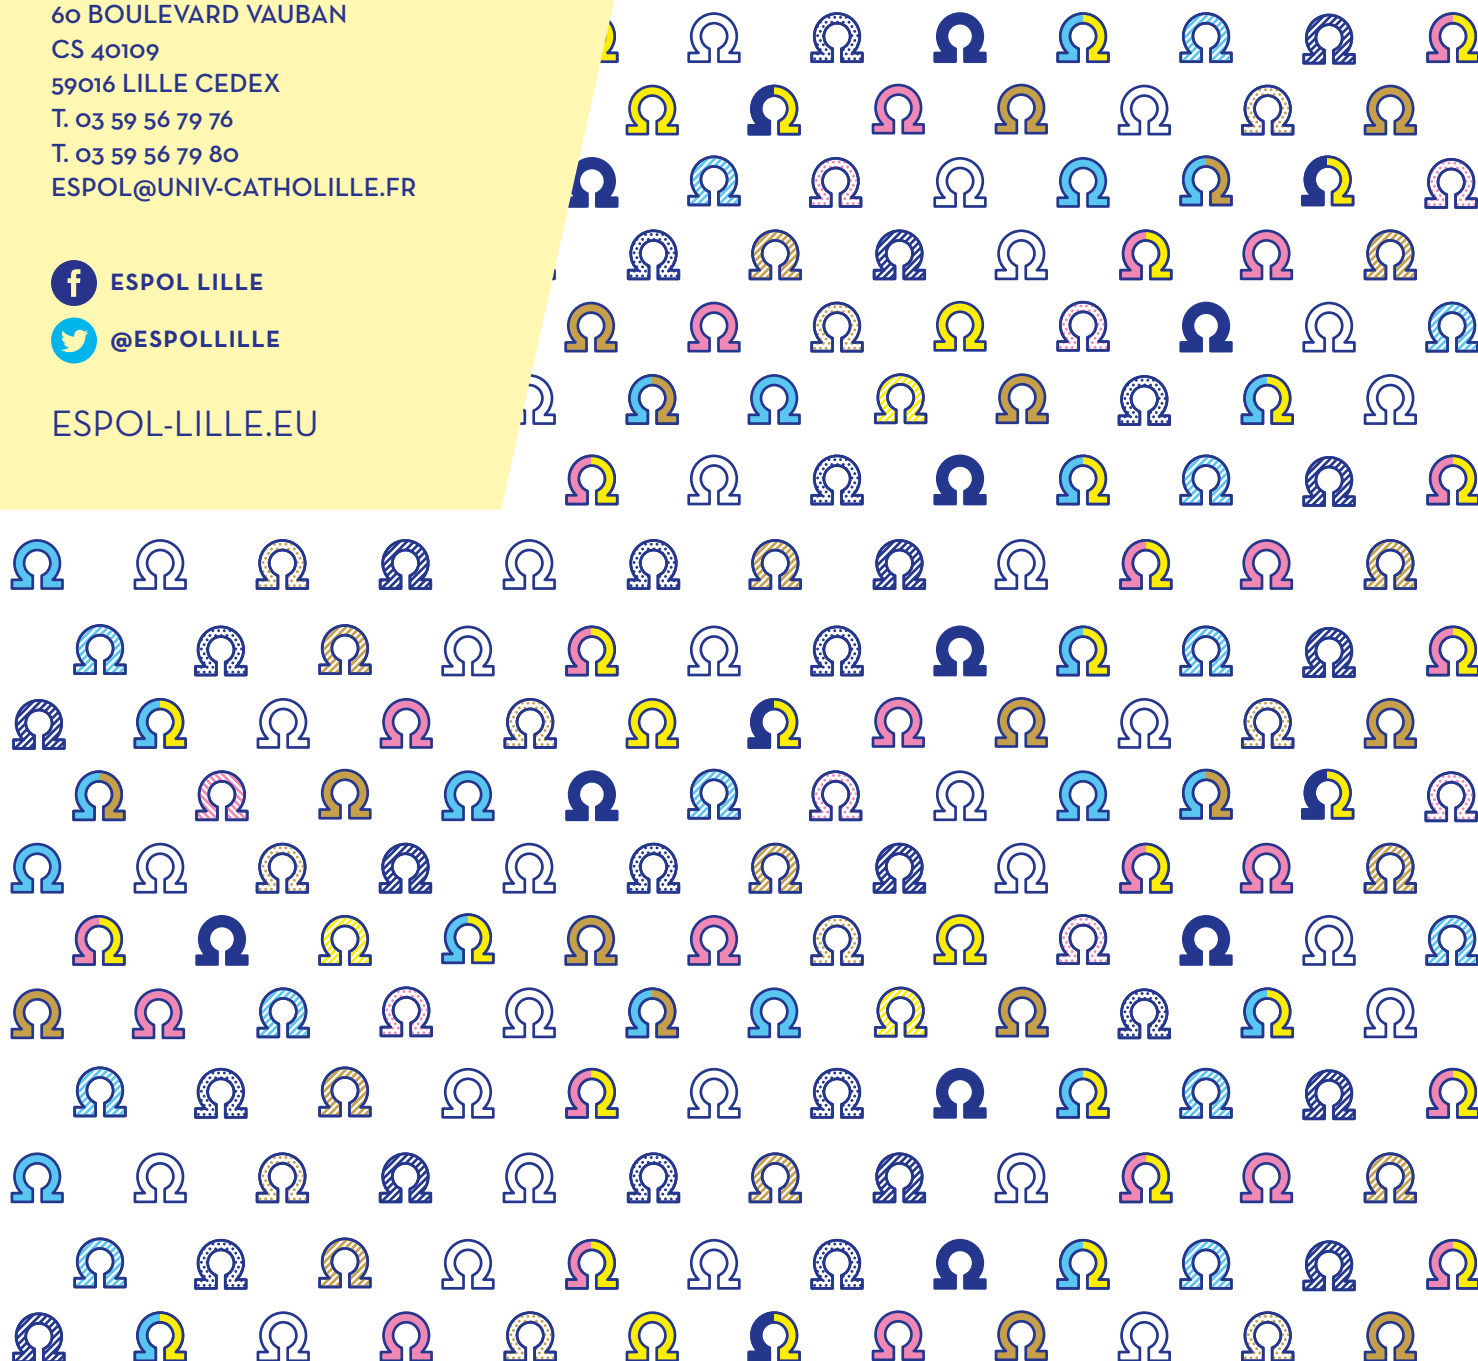 60 BOULEVARD VAUBAN
CS 40109
59016 LILLE CEDEX
T. 03 59 56 79 76
T. 03 59 56 79 80
ESPOL@UNIV-CATHOLILLE.FR
ESPOL LILLE
@ESPOLLILLE
ESPOL-LILLE.EU